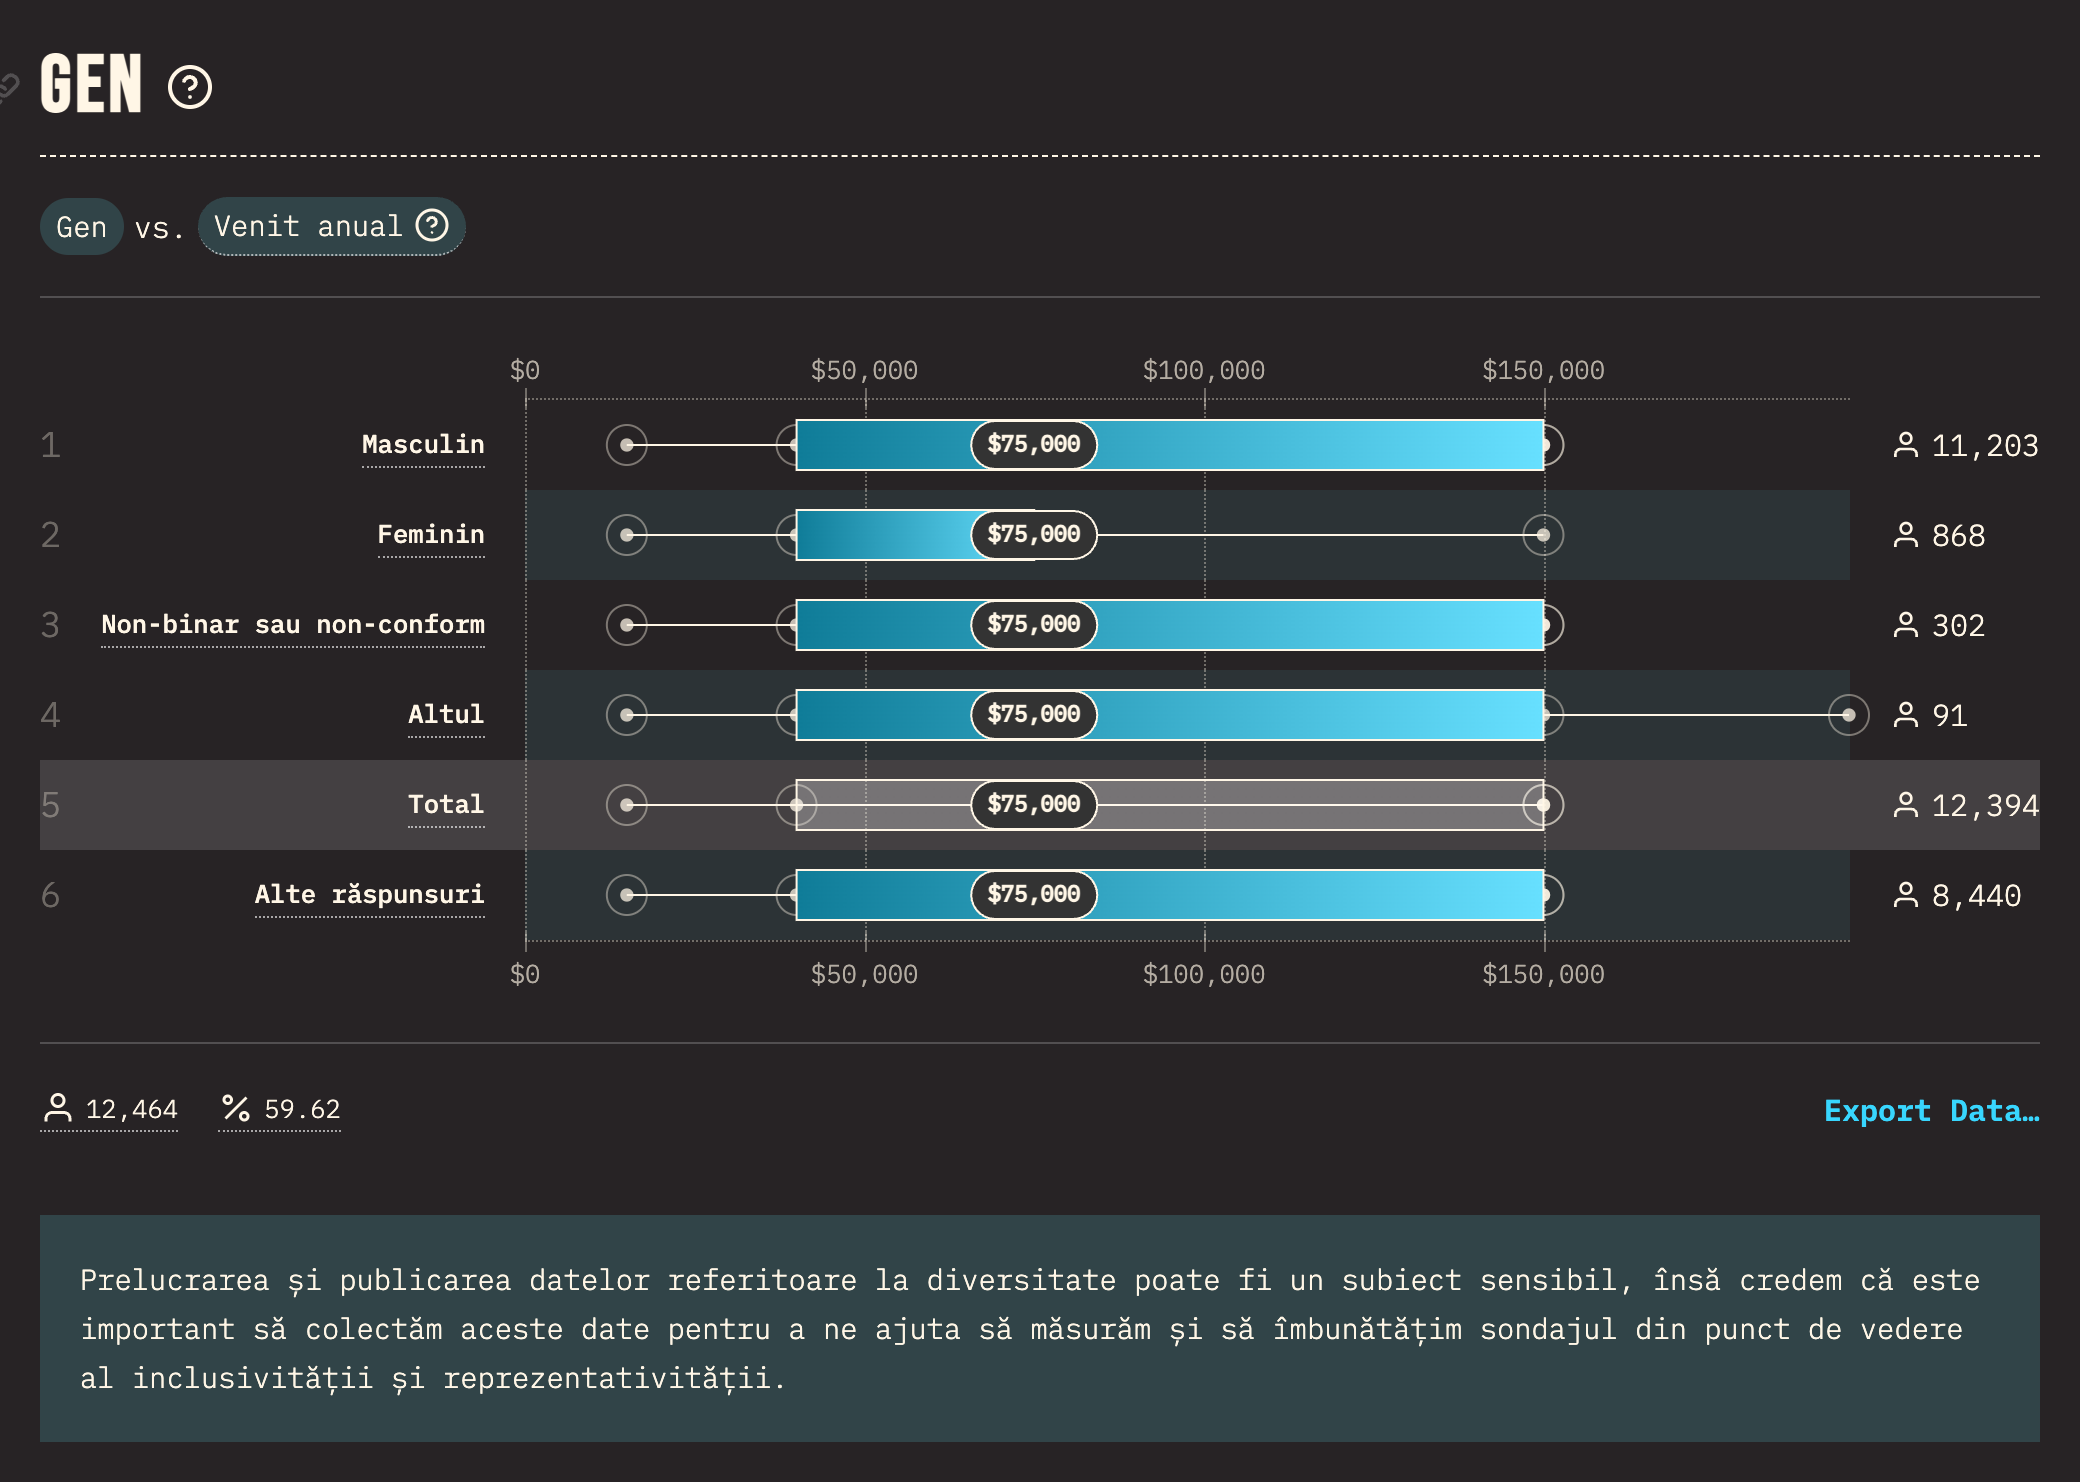 GEN
Gen vs. Venit anual
$0 $50,000 $100,000 $150,000
1 Masculin $75,000 11,203
2 Feminin $75,000 868
3 Non-binar sau non-conform $75,000 302
4 Altul $75,000 91
5 Total $75,000 12,394
6 Alte răspunsuri $75,000 8,440
$0 $50,000 $100,000 $150,000
12,464 % 59.62 Export Data…
Prelucrarea și publicarea datelor referitoare la diversitate poate fi un subiect sensibil, însă credem că este
important să colectăm aceste date pentru a ne ajuta să măsurăm și să îmbunătățim sondajul din punct de vedere
al inclusivității și reprezentativității.